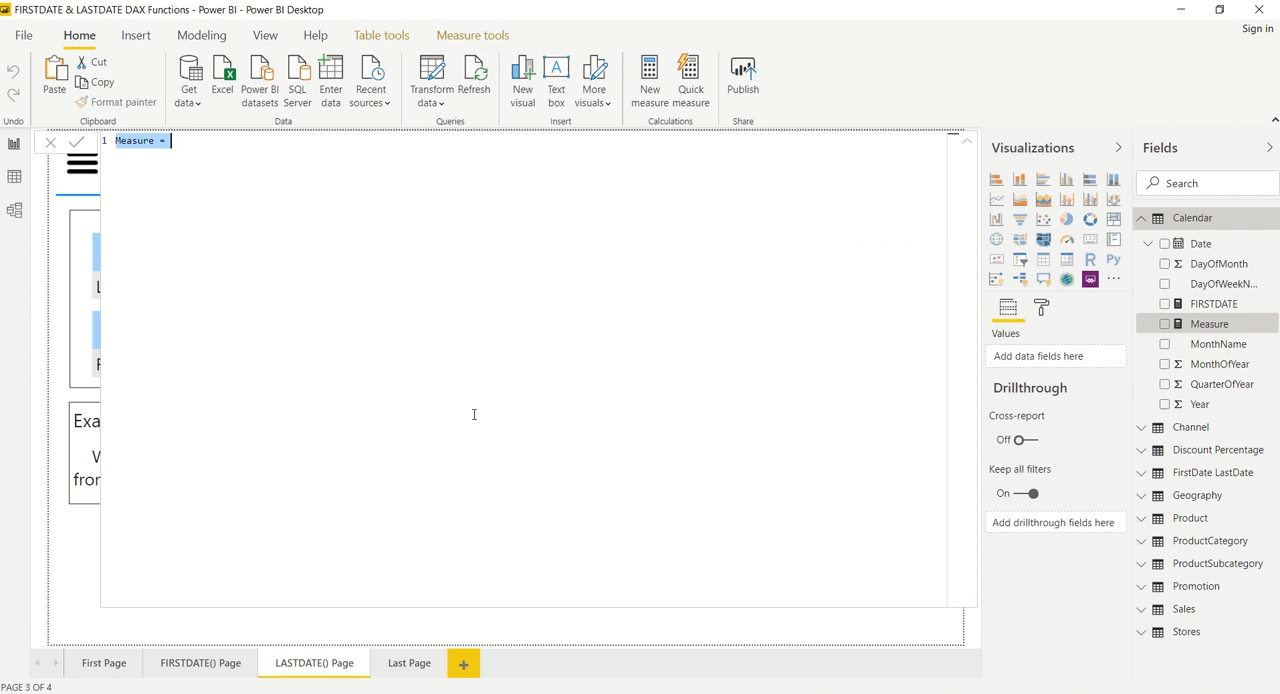 FIRSTDATE & LASTDATE DAX Functions - Power BI - Power BI Desktop
Sign in
File Home Insert Modeling View Help Table tools Measure tools
Paste
Cut
Copy
Format painter
Get data
Excel
Power BI datasets
SQL Server
Enter data
Recent sources
Transform data
Refresh
New visual
Text box
More visuals
New measure
Quick measure
Publish
Undo
Clipboard
Data
Queries
Insert
Calculations
Share
1 Measure =
L
F
Exa
W
fron
Visualizations
R
Py
Values
Add data fields here
Drillthrough
Cross-report
Off
Keep all filters
On
Add drillthrough fields here
Fields
Search
Calendar
Date
DayOfMonth
DayOfWeekN...
FIRSTDATE
Measure
MonthName
MonthOfYear
QuarterOfYear
Year
Channel
Discount Percentage
FirstDate LastDate
Geography
Product
ProductCategory
ProductSubcategory
Promotion
Sales
Stores
First Page
FIRSTDATE() Page
LASTDATE() Page
Last Page
PAGE 3 OF 4